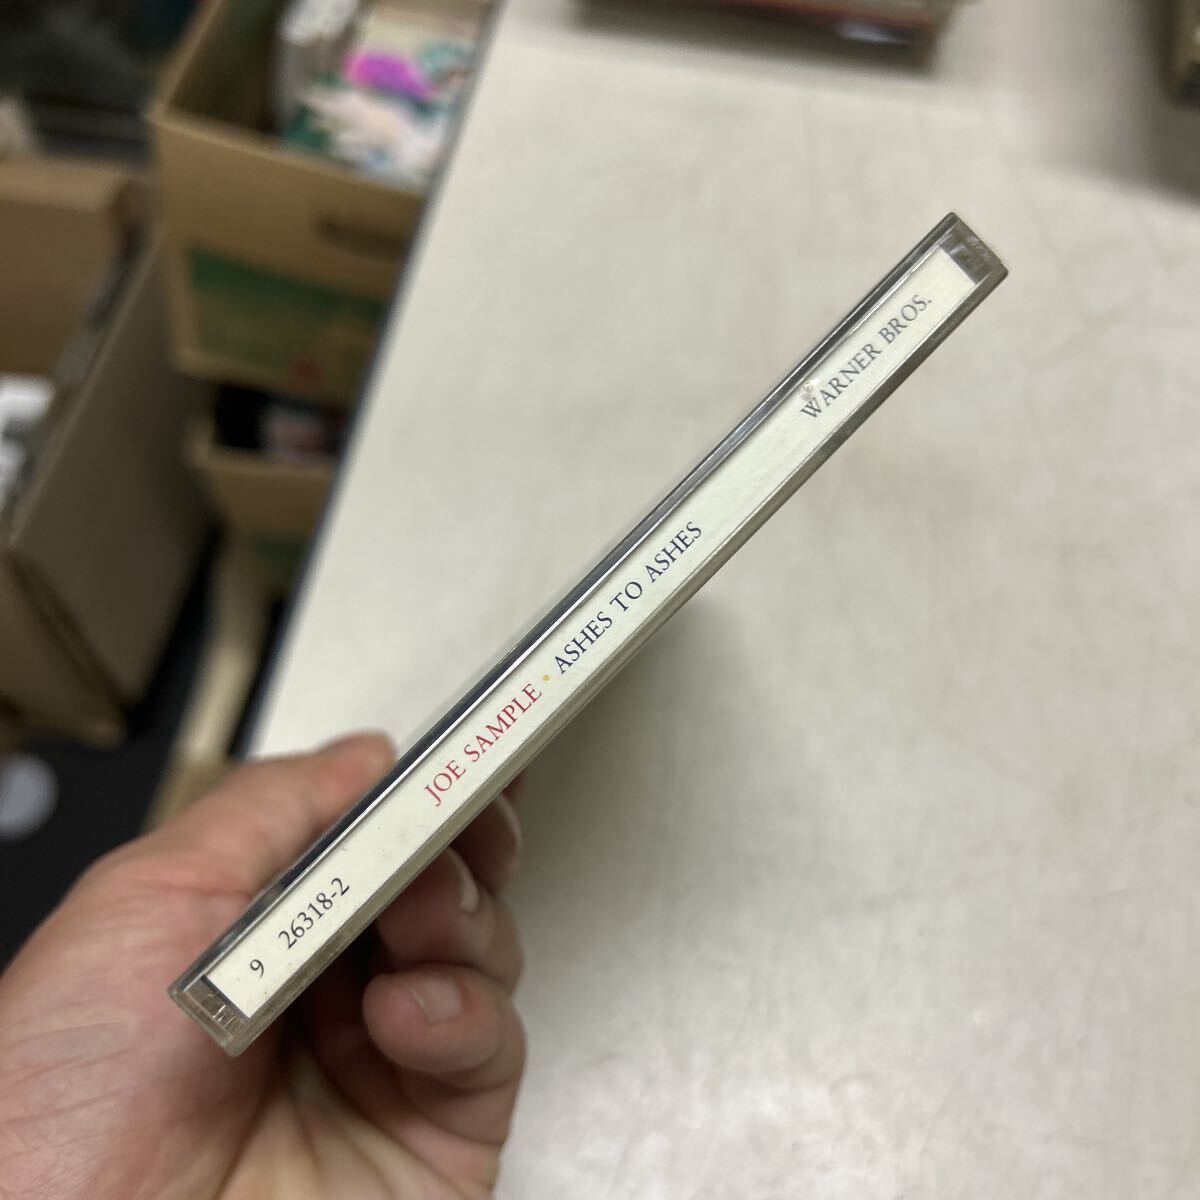 9 26318-2 JOE SAMPLE • ASHES TO ASHES WARNER BROS.